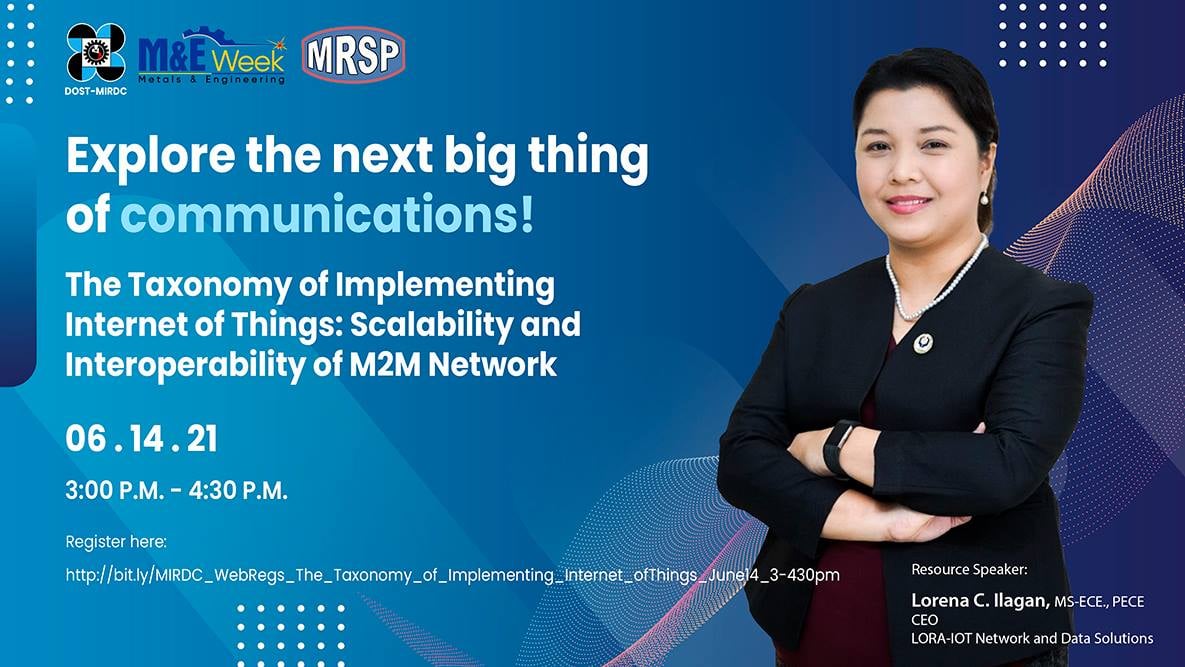 DOST-MIRDC
M&E Week
Metals & Engineering
MRSP
Explore the next big thing
of communications!
The Taxonomy of Implementing
Internet of Things: Scalability and
Interoperability of M2M Network
06 . 14 . 21
3:00 P.M. - 4:30 P.M.
Register here:
http://bit.ly/MIRDC_WebRegs_The_Taxonomy_of_Implementing_Internet_ofThings_June14_3-430pm
Resource Speaker:
Lorena C. Ilagan, MS-ECE., PECE
CEO
LORA-IOT Network and Data Solutions